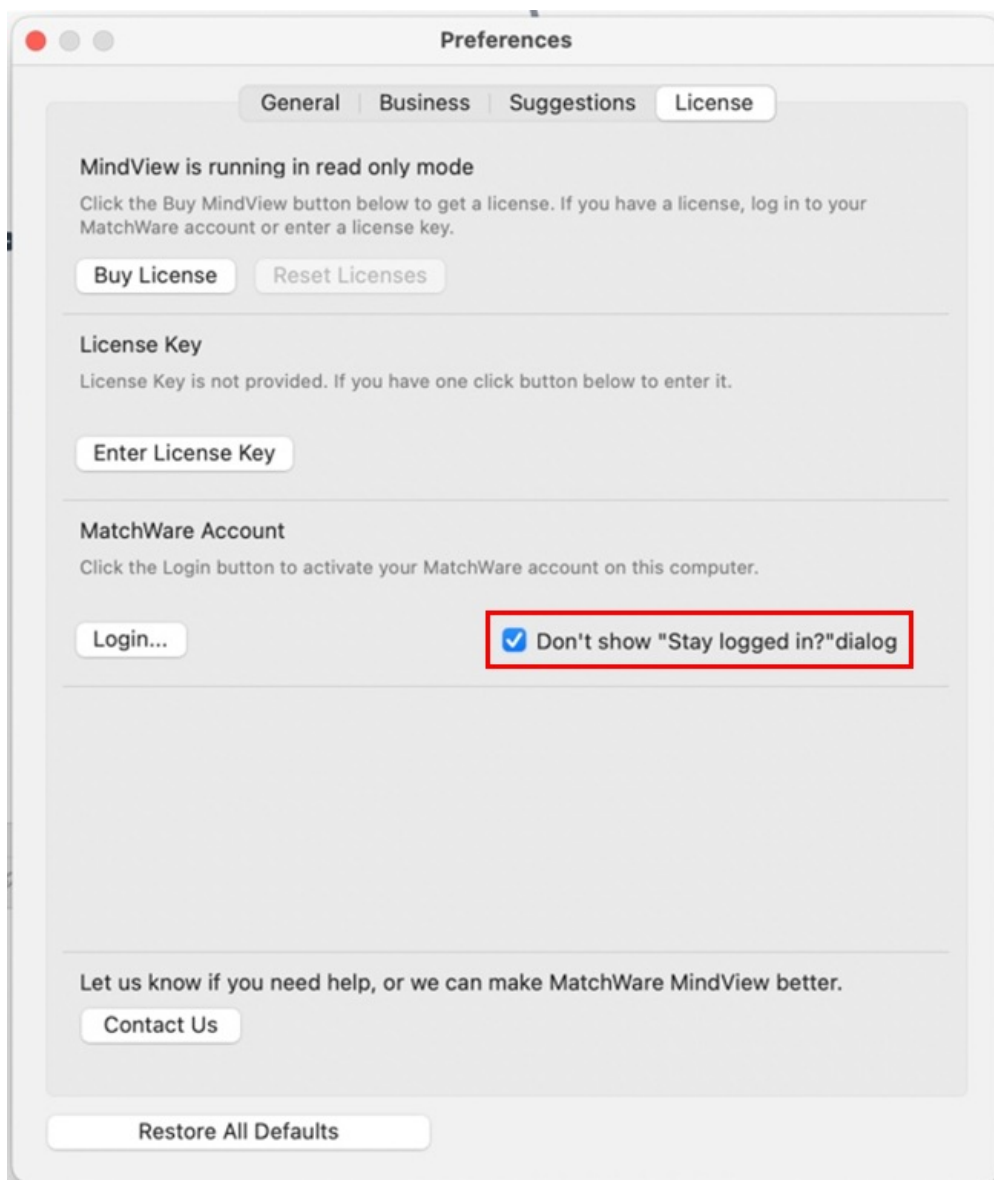 Preferences
General Business Suggestions License
MindView is running in read only mode
Click the Buy MindView button below to get a license. If you have a license, log in to your
MatchWare account or enter a license key.
Buy License Reset Licenses
License Key
License Key is not provided. If you have one click button below to enter it.
Enter License Key
MatchWare Account
Click the Login button to activate your MatchWare account on this computer.
Login... Don't show "Stay logged in?"dialog
Let us know if you need help, or we can make MatchWare MindView better.
Contact Us
Restore All Defaults